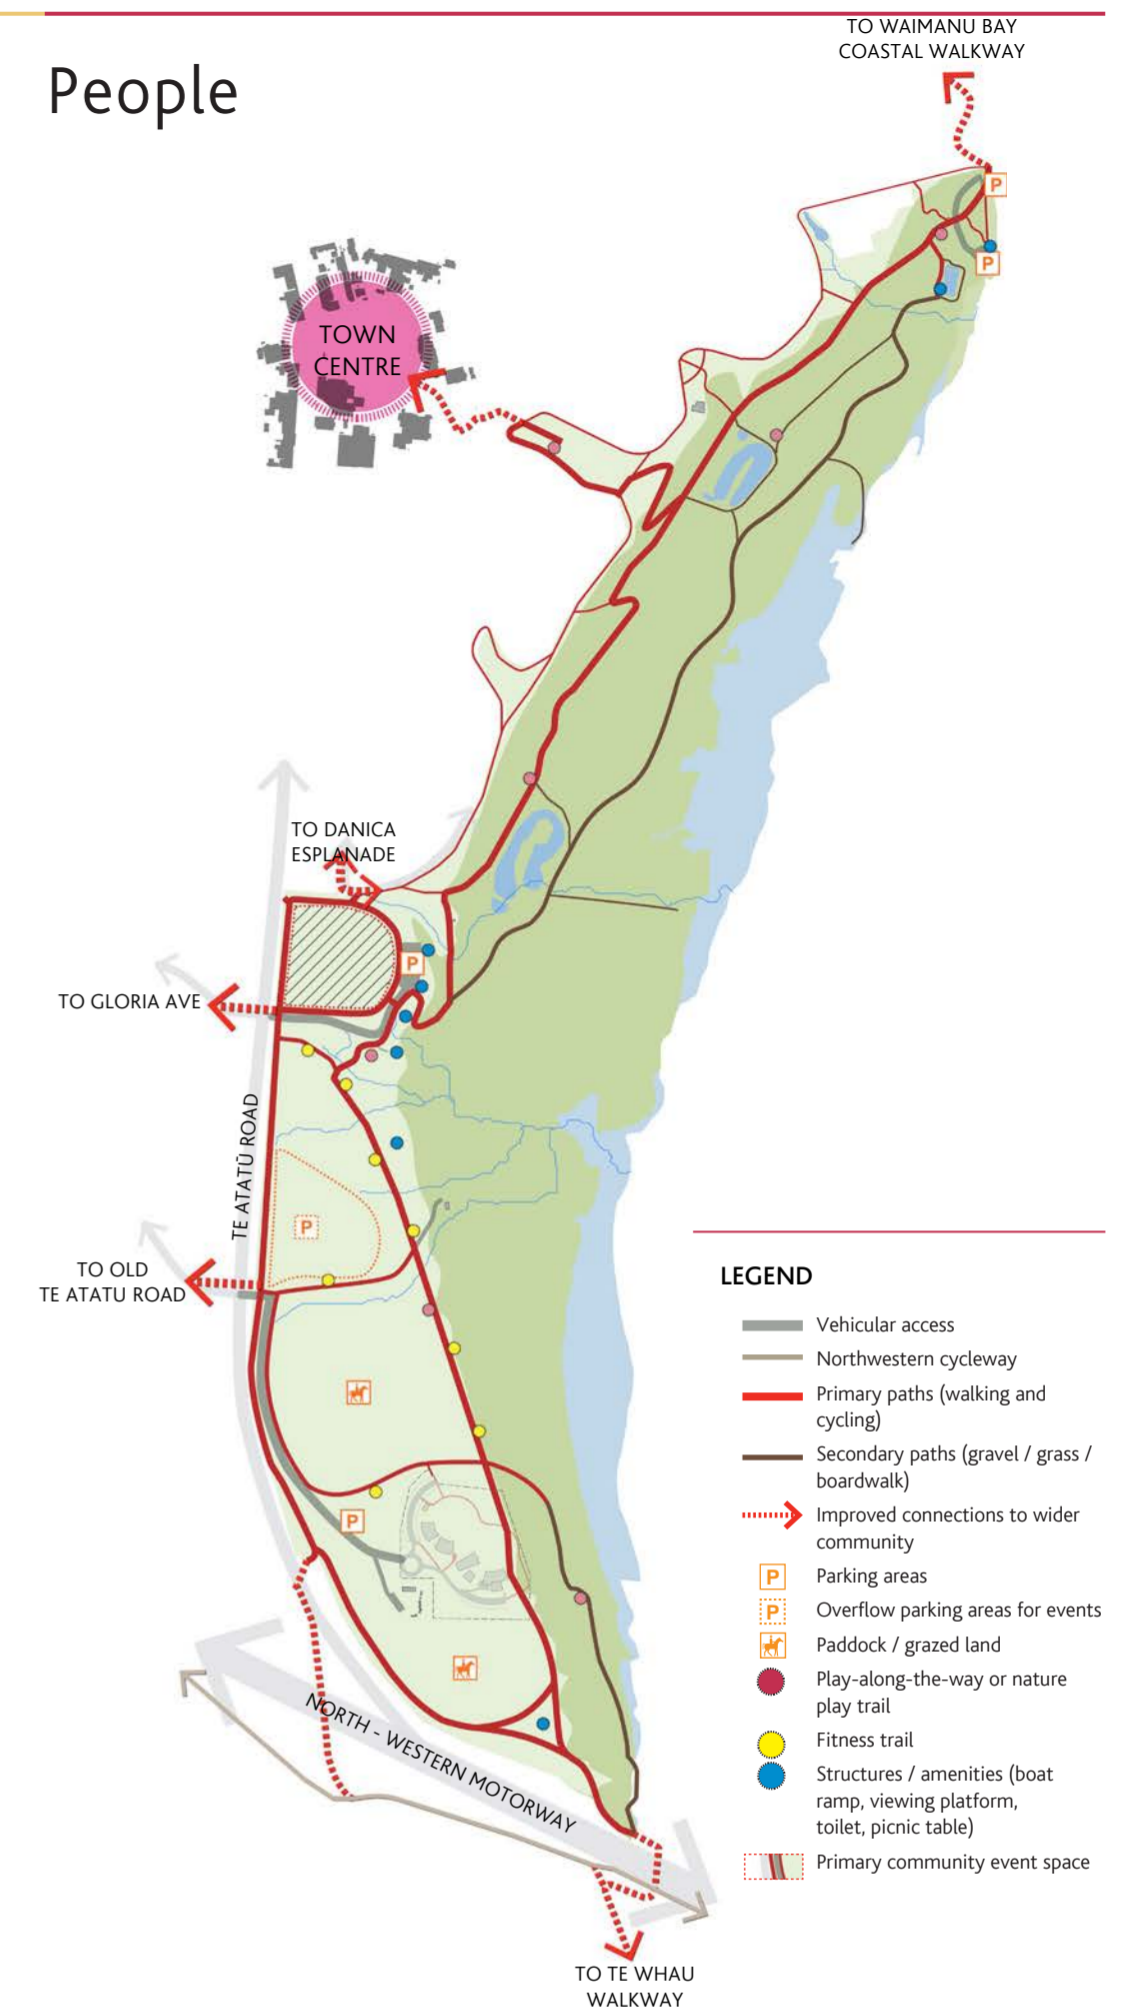 TO WAIMANU BAY
COASTAL WALKWAY
People
P
P
TOWN
CENTRE
TO DANICA
ESPLANADE
P
TO GLORIA AVE
TE ATATŪ ROAD
P
TO OLD
TE ATATU ROAD
P
NORTH - WESTERN MOTORWAY
TO TE WHAU
WALKWAY
LEGEND
Vehicular access
Northwestern cycleway
Primary paths (walking and
cycling)
Secondary paths (gravel / grass /
boardwalk)
Improved connections to wider
community
P
Parking areas
P
Overflow parking areas for events
Paddock / grazed land
Play-along-the-way or nature
play trail
Fitness trail
Structures / amenities (boat
ramp, viewing platform,
toilet, picnic table)
Primary community event space